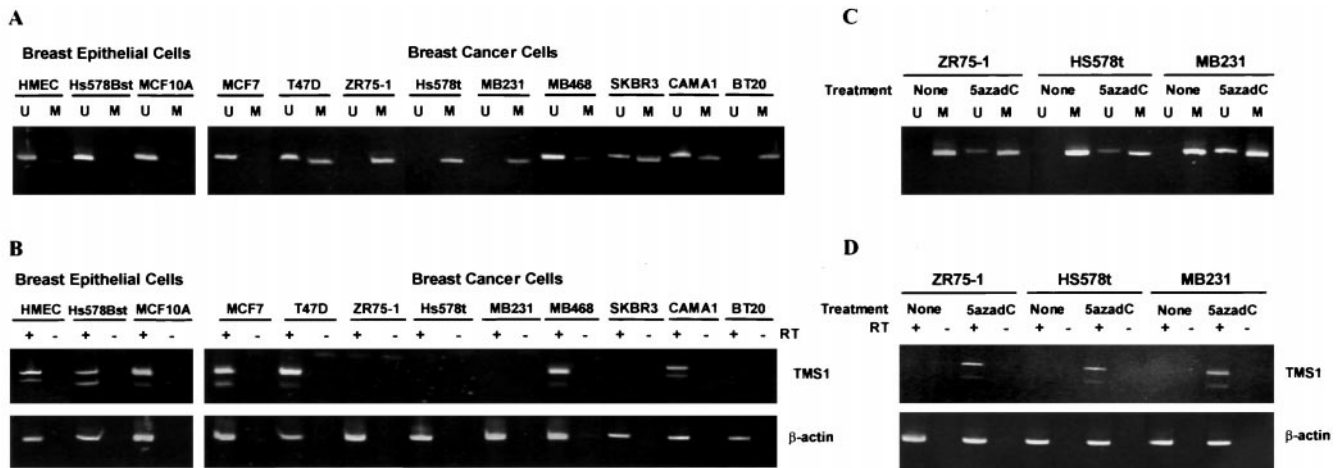 A
Breast Epithelial Cells Breast Cancer Cells
HMEC Hs578Bst MCF10A MCF7 T47D ZR75-1 Hs578t MB231 MB468 SKBR3 CAMA1 BT20
U M U M U M U M U M U M U M U M U M U M U M U M
B
Breast Epithelial Cells Breast Cancer Cells
HMEC Hs578Bst MCF10A MCF7 T47D ZR75-1 Hs578t MB231 MB468 SKBR3 CAMA1 BT20
+ - + - + - + - + - + - + - + - + - + - + - + - RT
TMS1
β-actin
C
ZR75-1 HS578t MB231
Treatment None 5azadC None 5azadC None 5azadC
U M U M U M U M U M U M
D
ZR75-1 HS578t MB231
Treatment None 5azadC None 5azadC None 5azadC
RT + - + - + - + - + - + -
TMS1
β-actin